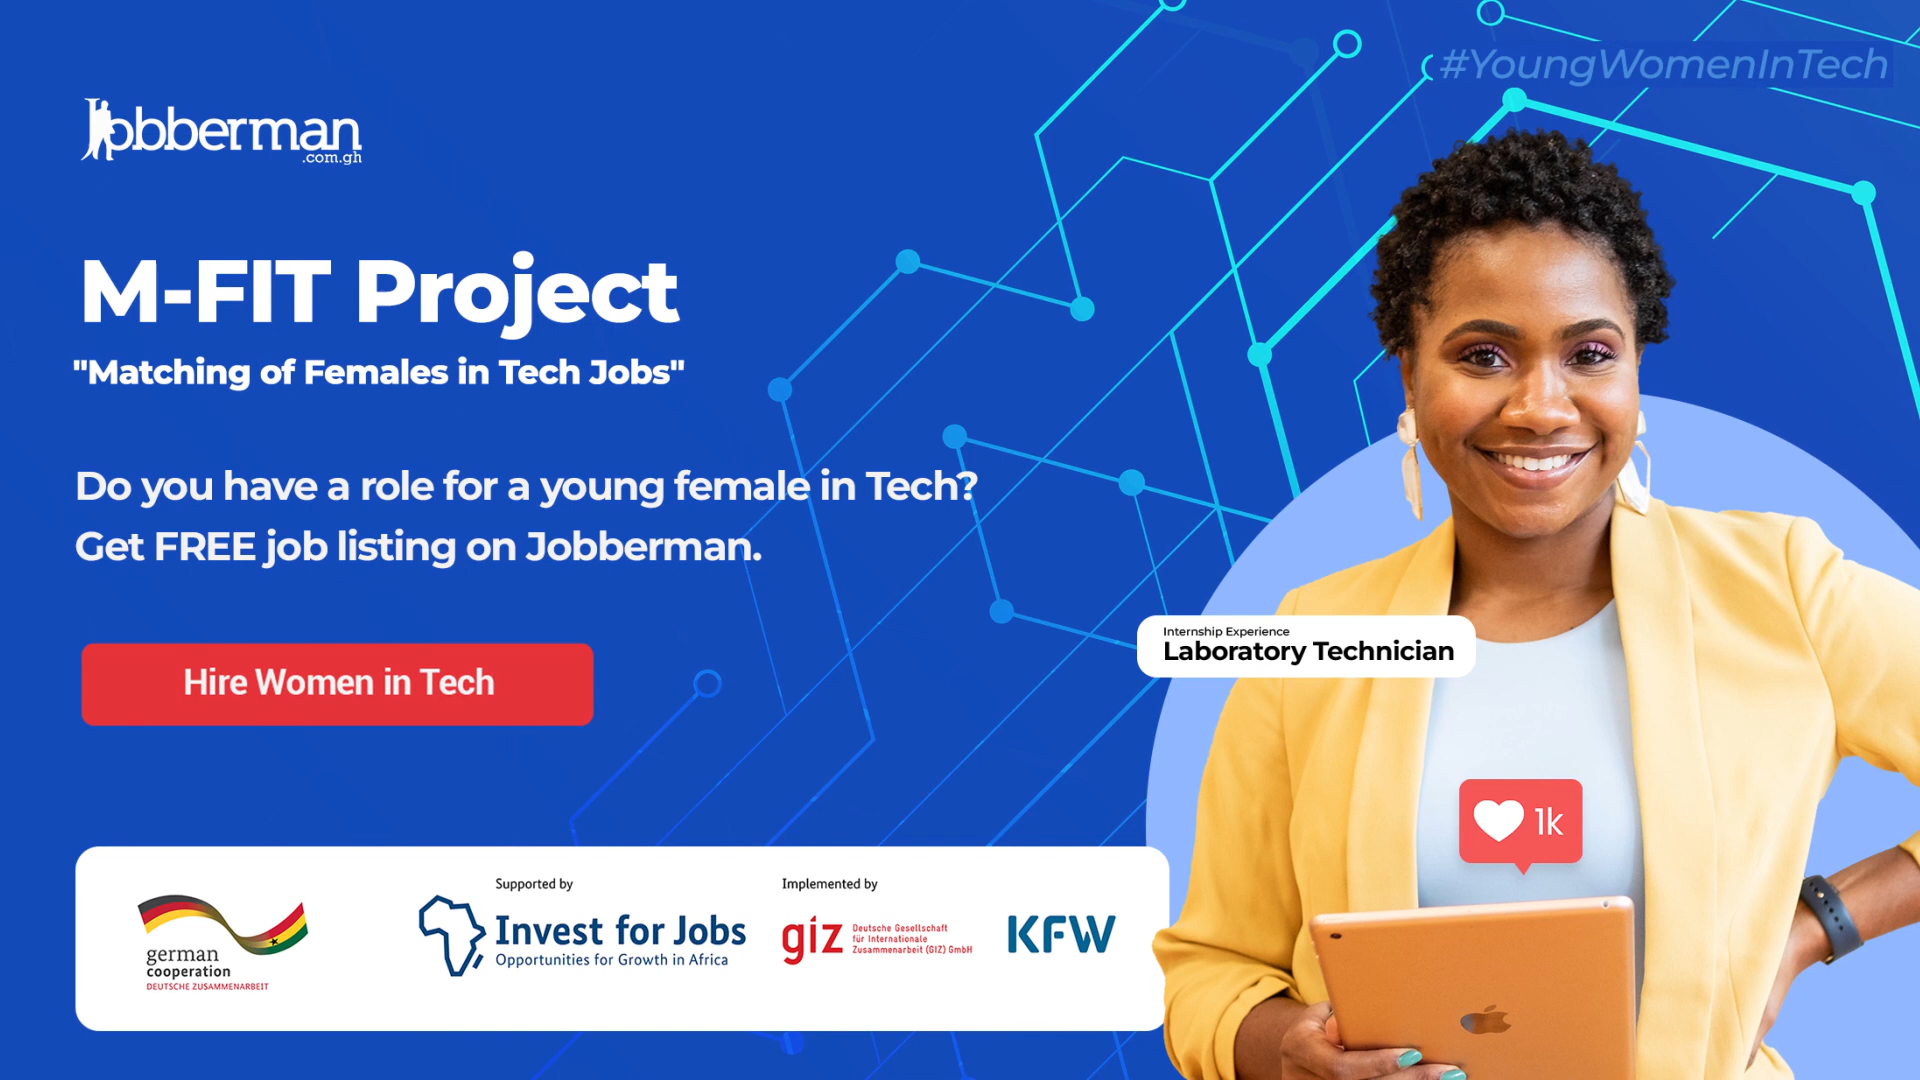 #YoungWomenInTech
Jobberman
.com.gh
M-FIT Project
"Matching of Females in Tech Jobs"
Do you have a role for a young female in Tech?
Get FREE job listing on Jobberman.
Internship Experience
Laboratory Technician
Hire Women in Tech
1k
german
cooperation
DEUTSCHE ZUSAMMENARBEIT
Supported by
Invest for Jobs
Opportunities for Growth in Africa
Implemented by
giz
Deutsche Gesellschaft
für Internationale
Zusammenarbeit (GIZ) GmbH
KFW